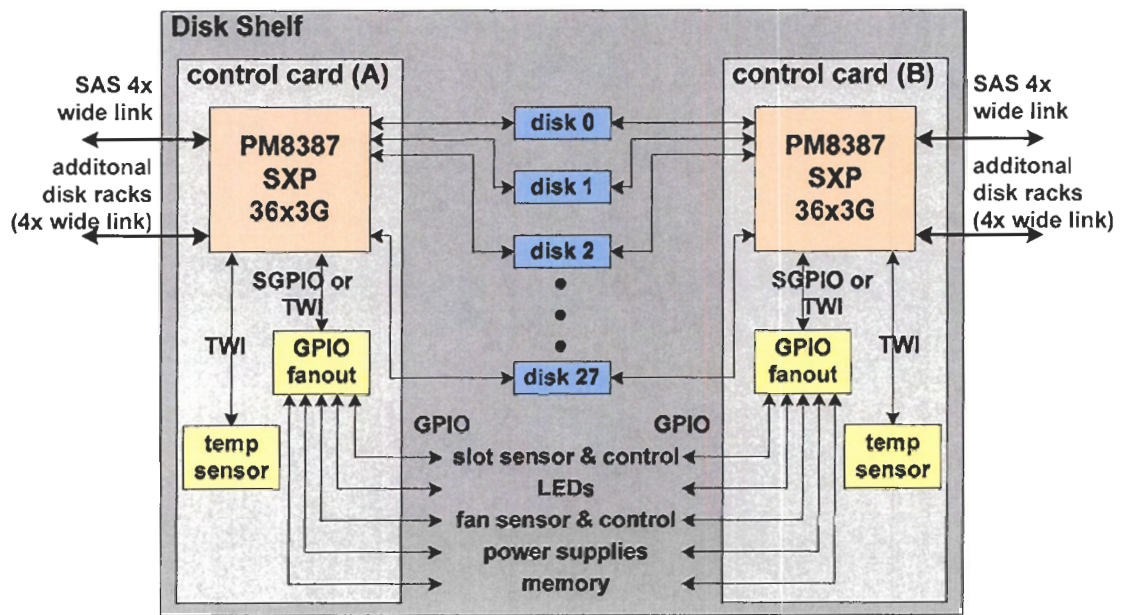 Disk Shelf
control card (A)
control card (B)
SAS 4x
wide link
additonal
disk racks
(4x wide link)
PM8387
SXP
36x3G
disk 0
disk 1
disk 2
disk 27
PM8387
SXP
36x3G
SAS 4x
wide link
additonal
disk racks
(4x wide link)
SGPIO or
TWI
TWI
GPIO
fanout
temp
sensor
SGPIO or
TWI
TWI
GPIO
fanout
temp
sensor
GPIO
GPIO
slot sensor & control
LEDs
fan sensor & control
power supplies
memory